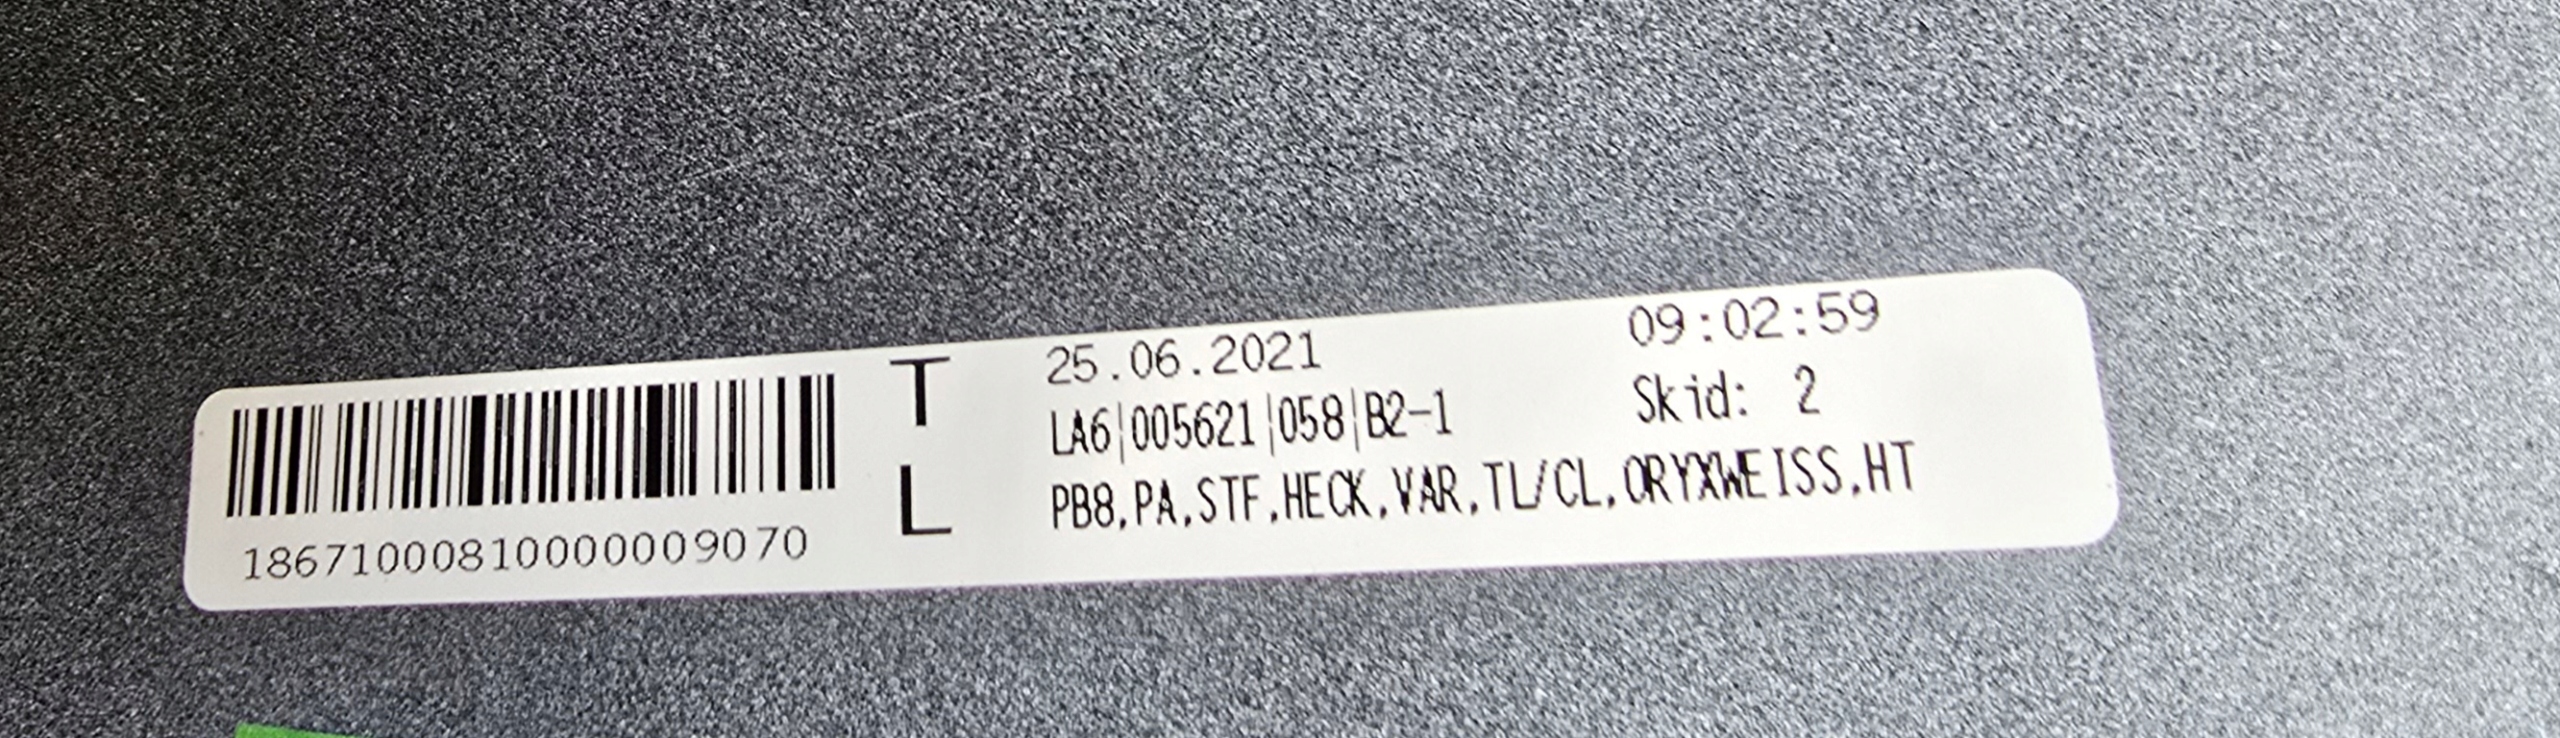 T 25.06.2021 09:02:59
LA6|005621|058|B2-1 Skid: 2
L PB8,PA,STF,HECK,VAR,TL/CL,ORYXWEISS,HT
18671000810000009070